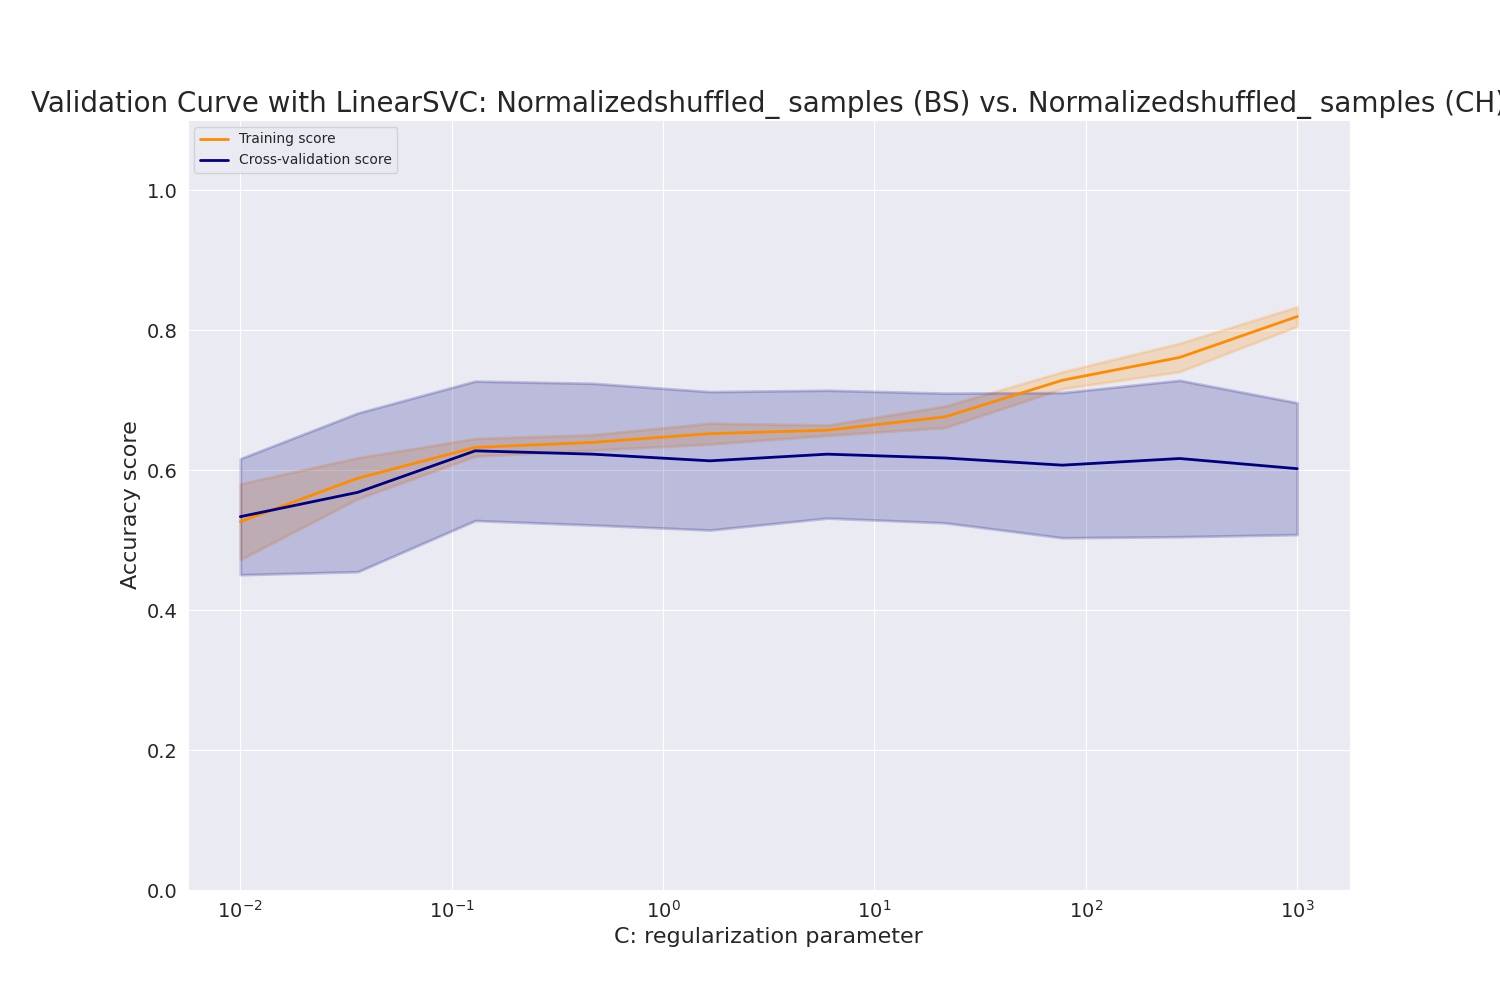 Validation Curve with LinearSVC: Normalizedshuffled_ samples (BS) vs. Normalizedshuffled_ samples (CH)
Training score
Cross-validation score
1.0
0.8
0.6
0.4
0.2
0.0
Accuracy score
10⁻² 10⁻¹ 10⁰ 10¹ 10² 10³
C: regularization parameter